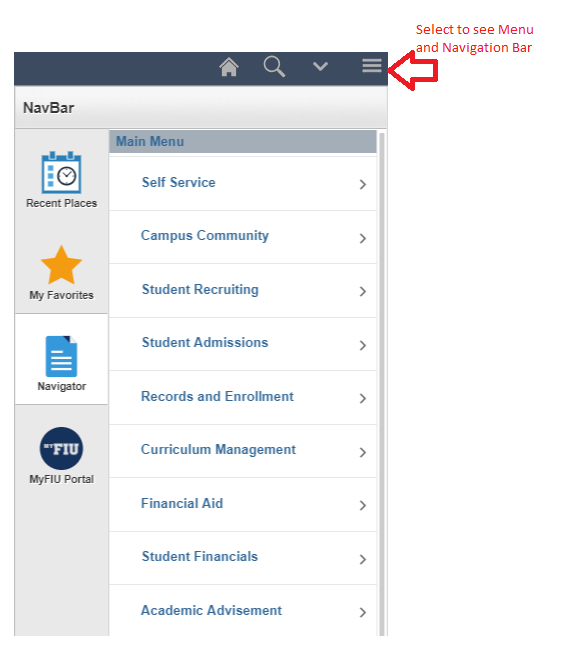 Select to see Menu
and Navigation Bar
NavBar
Main Menu
Recent Places
My Favorites
Navigator
MYFIU
MyFIU Portal
Self Service
Campus Community
Student Recruiting
Student Admissions
Records and Enrollment
Curriculum Management
Financial Aid
Student Financials
Academic Advisement